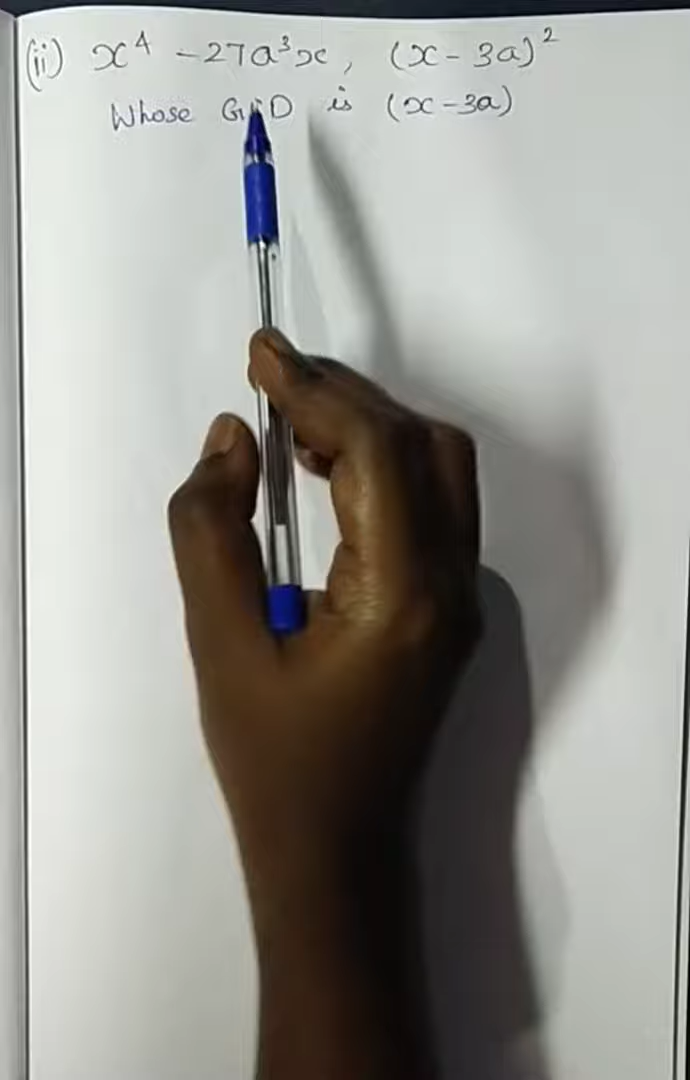 (ii) x⁴ - 27a³x, (x - 3a)²
Whose GCD is (x - 3a)